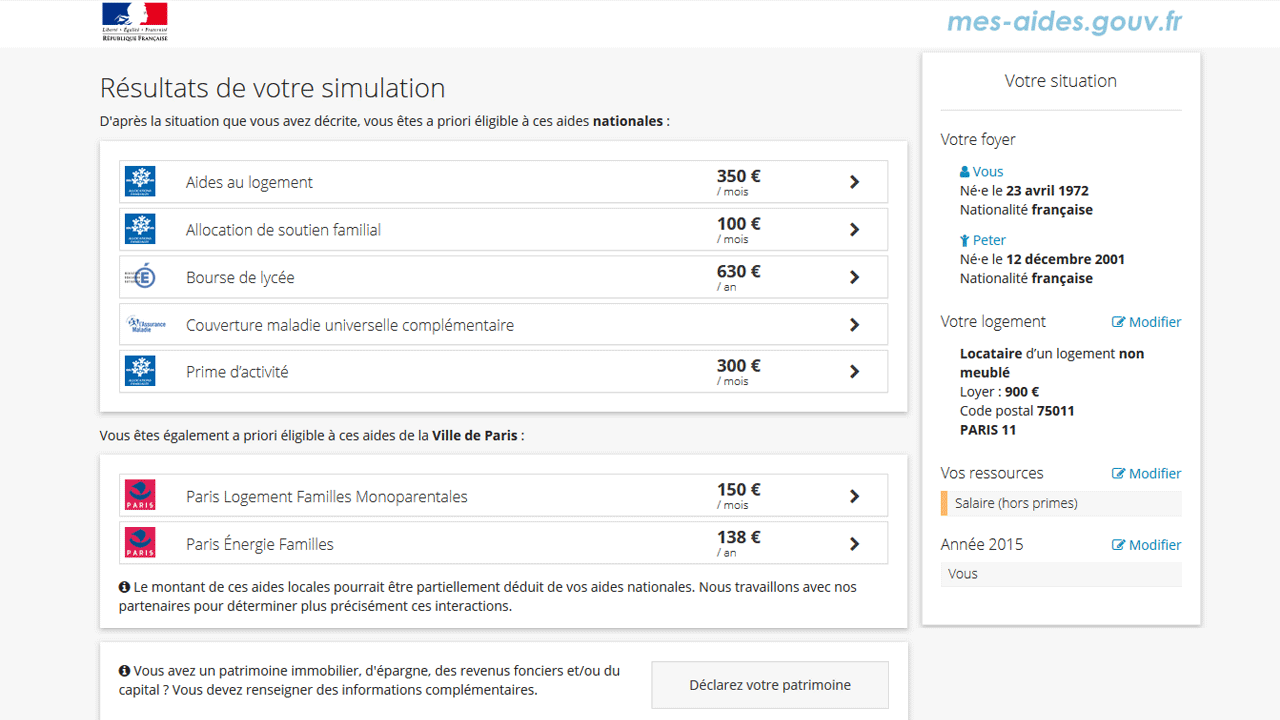 Liberté • Égalité • Fraternité
RÉPUBLIQUE FRANÇAISE
mes-aides.gouv.fr
Résultats de votre simulation
D'après la situation que vous avez décrite, vous êtes a priori éligible à ces aides nationales :
Aides au logement
350 €
/ mois
Allocation de soutien familial
100 €
/ mois
Bourse de lycée
630 €
/ an
l'Assurance
Maladie
Couverture maladie universelle complémentaire
Prime d’activité
300 €
/ mois
Vous êtes également a priori éligible à ces aides de la Ville de Paris :
PARIS
Paris Logement Familles Monoparentales
150 €
/ mois
PARIS
Paris Énergie Familles
138 €
/ an
Le montant de ces aides locales pourrait être partiellement déduit de vos aides nationales. Nous travaillons avec nos
partenaires pour déterminer plus précisément ces interactions.
Vous avez un patrimoine immobilier, d'épargne, des revenus fonciers et/ou du
capital ? Vous devez renseigner des informations complémentaires.
Déclarez votre patrimoine
Votre situation
Votre foyer
Vous
Né·e le 23 avril 1972
Nationalité française
Peter
Né·e le 12 décembre 2001
Nationalité française
Votre logement
Modifier
Locataire d’un logement non
meublé
Loyer : 900 €
Code postal 75011
PARIS 11
Vos ressources
Modifier
Salaire (hors primes)
Année 2015
Modifier
Vous